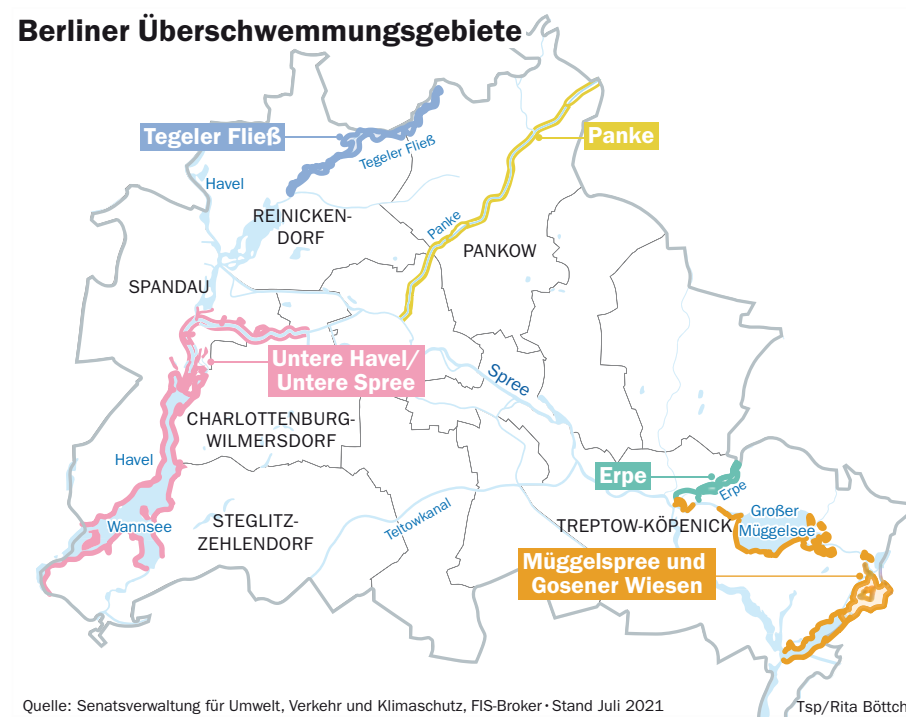 Berliner Überschwemmungsgebiete
Tegeler Fließ
Tegeler Fließ
Panke
Havel
REINICKEN-
DORF
Panke
PANKOW
SPANDAU
Untere Havel/
Untere Spree
Spree
CHARLOTTENBURG-
WILMERSDORF
Havel
Erpe
Erpe
Wannsee
STEGLITZ-
ZEHLENDORF
Teltowkanal
TREPTOW-KÖPENICK
Großer
Müggelsee
Müggelspree und
Gosener Wiesen
Quelle: Senatsverwaltung für Umwelt, Verkehr und Klimaschutz, FIS-Broker · Stand Juli 2021
Tsp/Rita Böttch